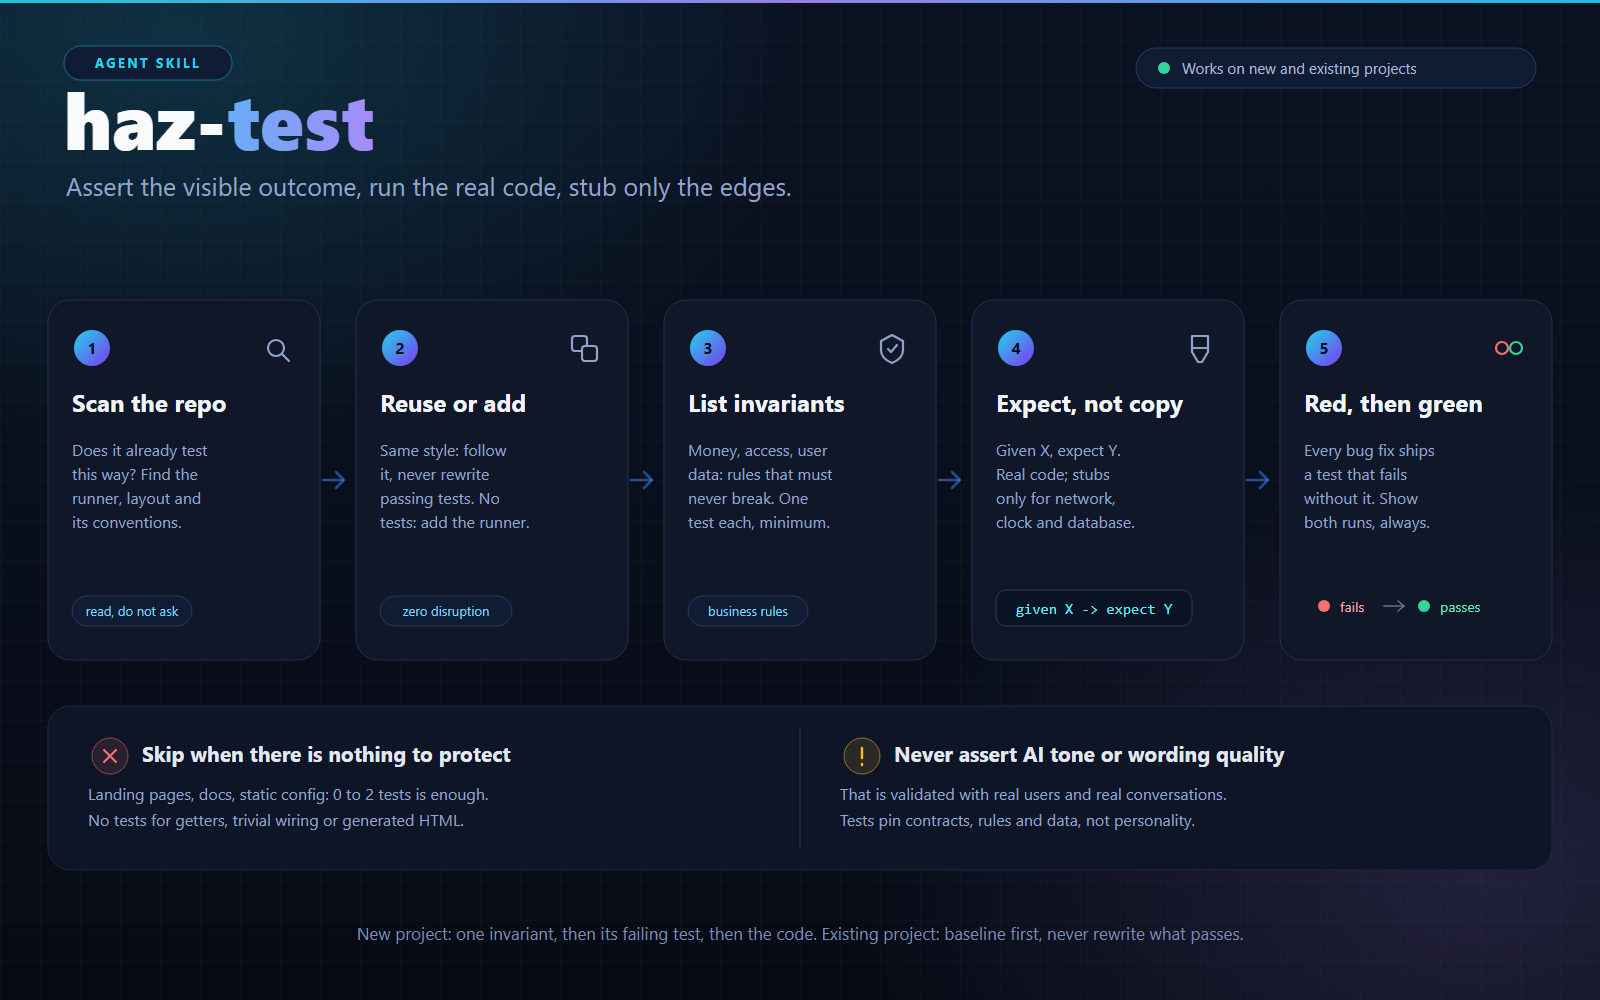 AGENT SKILL
Works on new and existing projects
haz-test
Assert the visible outcome, run the real code, stub only the edges.
1
Scan the repo
Does it already test
this way? Find the
runner, layout and
its conventions.
read, do not ask
2
Reuse or add
Same style: follow
it, never rewrite
passing tests. No
tests: add the runner.
zero disruption
3
List invariants
Money, access, user
data: rules that must
never break. One
test each, minimum.
business rules
4
Expect, not copy
Given X, expect Y.
Real code; stubs
only for network,
clock and database.
given X -> expect Y
5
Red, then green
Every bug fix ships
a test that fails
without it. Show
both runs, always.
fails
passes
Skip when there is nothing to protect
Landing pages, docs, static config: 0 to 2 tests is enough.
No tests for getters, trivial wiring or generated HTML.
Never assert AI tone or wording quality
That is validated with real users and real conversations.
Tests pin contracts, rules and data, not personality.
New project: one invariant, then its failing test, then the code. Existing project: baseline first, never rewrite what passes.